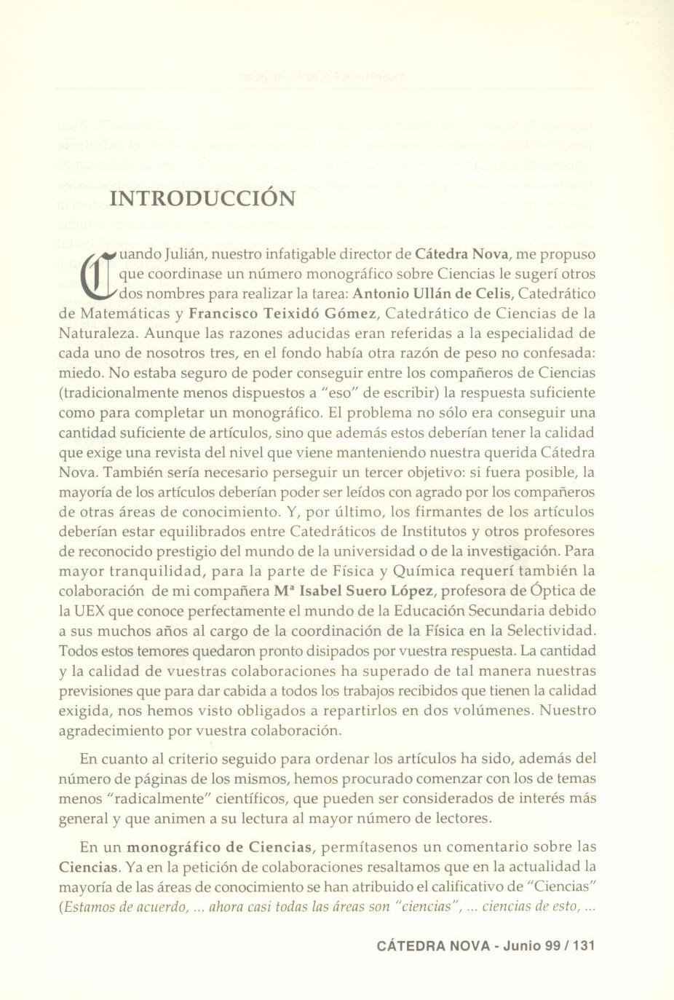 INTRODUCCIÓN
Cuando Julián, nuestro infatigable director de Cátedra Nova, me propuso
que coordinase un número monográfico sobre Ciencias le sugerí otros
dos nombres para realizar la tarea: Antonio Ullán de Celis, Catedrático
de Matemáticas y Francisco Teixidó Gómez, Catedrático de Ciencias de la
Naturaleza. Aunque las razones aducidas eran referidas a la especialidad de
cada uno de nosotros tres, en el fondo había otra razón de peso no confesada:
miedo. No estaba seguro de poder conseguir entre los compañeros de Ciencias
(tradicionalmente menos dispuestos a "eso" de escribir) la respuesta suficiente
como para completar un monográfico. El problema no sólo era conseguir una
cantidad suficiente de artículos, sino que además estos deberían tener la calidad
que exige una revista del nivel que viene manteniendo nuestra querida Cátedra
Nova. También sería necesario perseguir un tercer objetivo: si fuera posible, la
mayoría de los artículos deberían poder ser leídos con agrado por los compañeros
de otras áreas de conocimiento. Y, por último, los firmantes de los artículos
deberían estar equilibrados entre Catedráticos de Institutos y otros profesores
de reconocido prestigio del mundo de la universidad o de la investigación. Para
mayor tranquilidad, para la parte de Física y Química requerí también la
colaboración de mi compañera Mª Isabel Suero López, profesora de Óptica de
la UEX que conoce perfectamente el mundo de la Educación Secundaria debido
a sus muchos años al cargo de la coordinación de la Física en la Selectividad.
Todos estos temores quedaron pronto disipados por vuestra respuesta. La cantidad
y la calidad de vuestras colaboraciones ha superado de tal manera nuestras
previsiones que para dar cabida a todos los trabajos recibidos que tienen la calidad
exigida, nos hemos visto obligados a repartirlos en dos volúmenes. Nuestro
agradecimiento por vuestra colaboración.
En cuanto al criterio seguido para ordenar los artículos ha sido, además del
número de páginas de los mismos, hemos procurado comenzar con los de temas
menos "radicalmente" científicos, que pueden ser considerados de interés más
general y que animen a su lectura al mayor número de lectores.
En un monográfico de Ciencias, permítasenos un comentario sobre las
Ciencias. Ya en la petición de colaboraciones resaltamos que en la actualidad la
mayoría de las áreas de conocimiento se han atribuido el calificativo de "Ciencias"
(Estamos de acuerdo, ... ahora casi todas las áreas son "ciencias", ... ciencias de esto, ...
CÁTEDRA NOVA - Junio 99 / 131